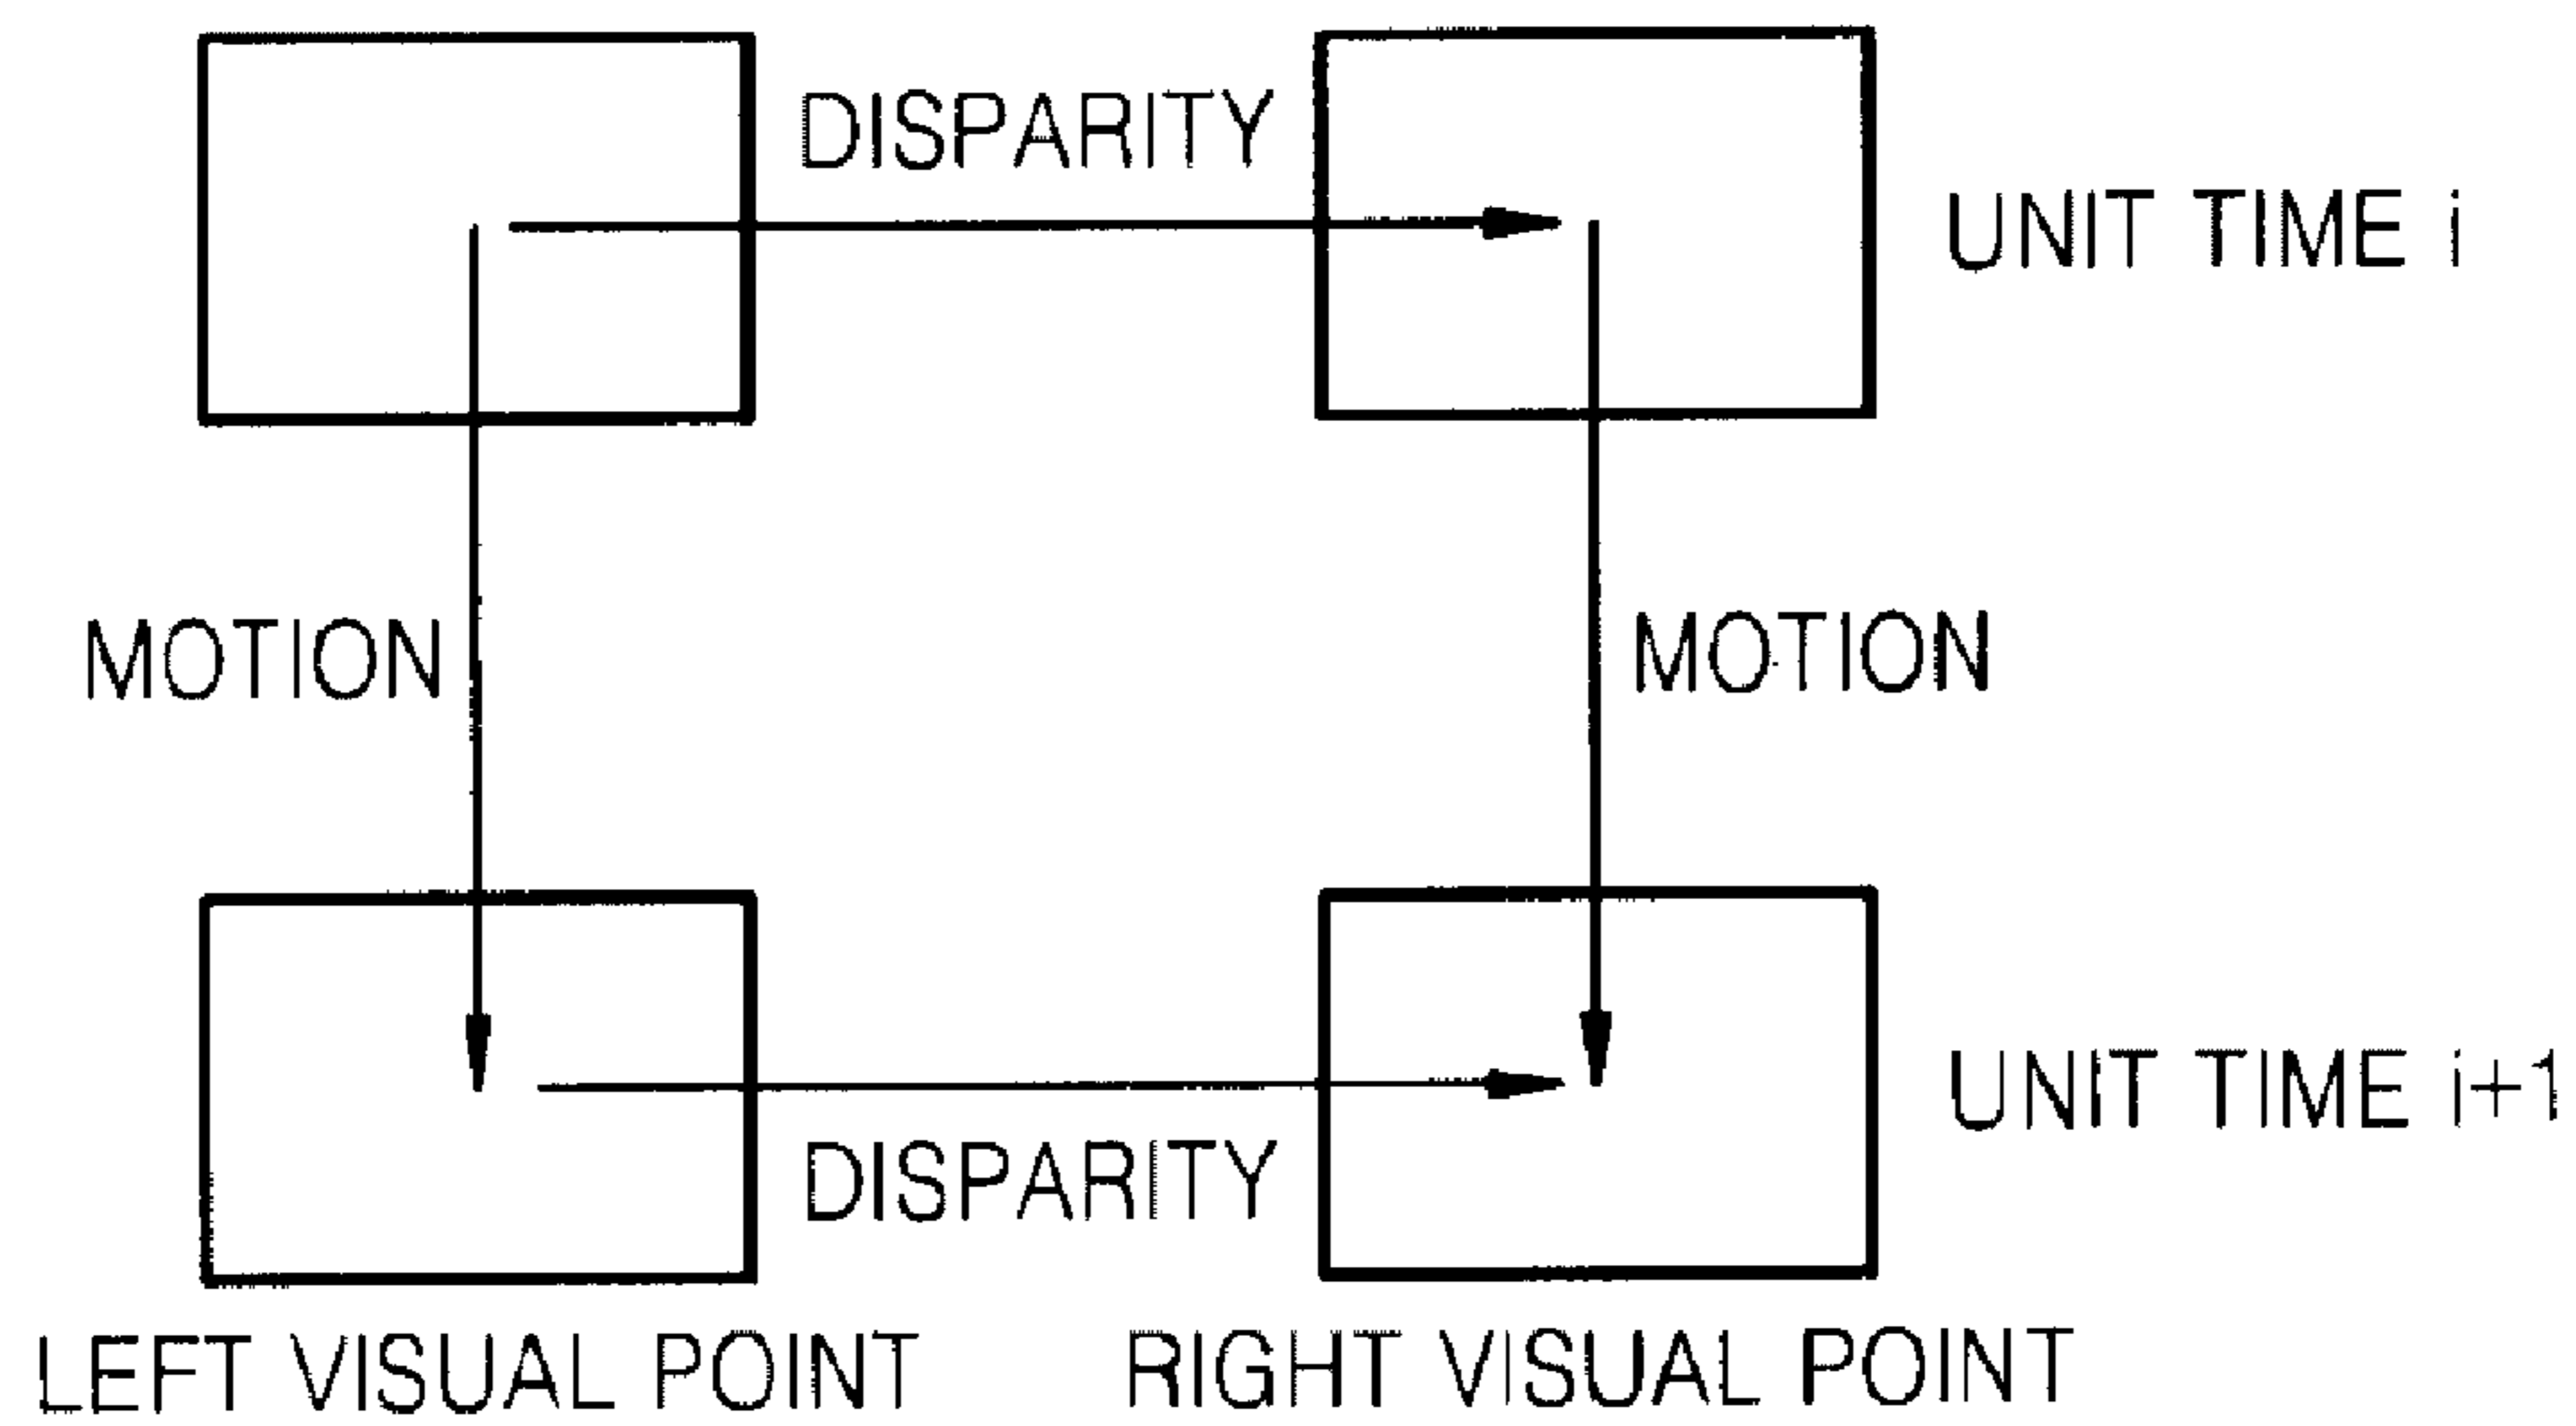 DISPARITY
UNIT TIME i
MOTION
MOTION
UNIT TIME i+1
DISPARITY
LEFT VISUAL POINT
RIGHT VISUAL POINT